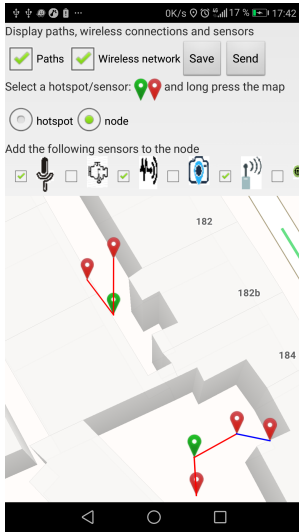 0K/s 17 % 17:42
Display paths, wireless connections and sensors
Paths Wireless network Save Send
Select a hotspot/sensor: and long press the map
hotspot node
Add the following sensors to the node
182
182b
184